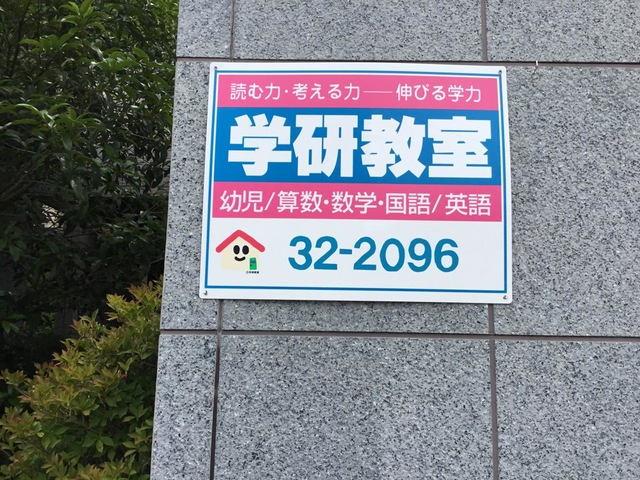 読む力・考える力──伸びる学力
学研教室
幼児/算数・数学・国語/英語
32-2096